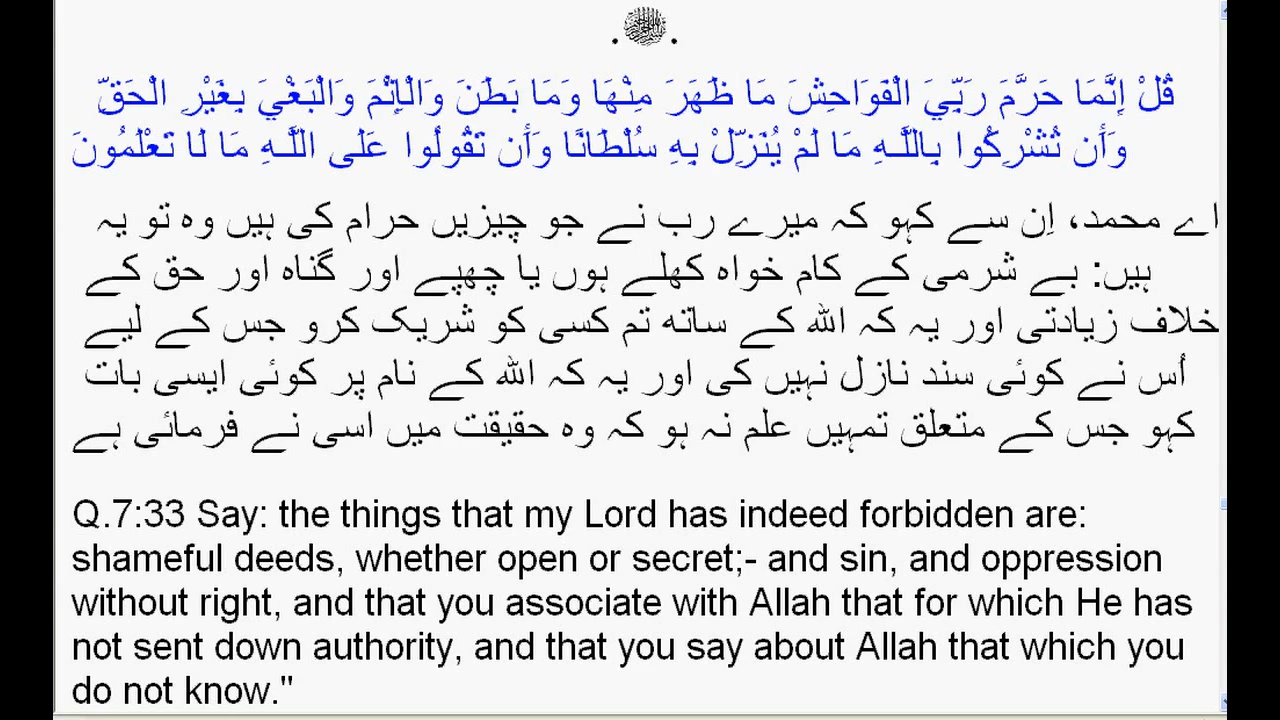 قُلْ إِنَّمَا حَرَّمَ رَبِّيَ الْفَوَاحِشَ مَا ظَهَرَ مِنْهَا وَمَا بَطَنَ وَالْإِثْمَ وَالْبَغْيَ بِغَيْرِ الْحَقِّ
وَأَن تُشْرِكُوا بِاللَّـهِ مَا لَمْ يُنَزِّلْ بِهِ سُلْطَانًا وَأَن تَقُولُوا عَلَى اللَّـهِ مَا لَا تَعْلَمُونَ
اے محمد، اِن سے کہو کہ میرے رب نے جو چیزیں حرام کی ہیں وہ تو یہ
ہیں: بے شرمی کے کام خواہ کھلے ہوں یا چھپے اور گناہ اور حق کے
خلاف زیادتی اور یہ کہ اللہ کے ساتھ تم کسی کو شریک کرو جس کے لیے
اُس نے کوئی سند نازل نہیں کی اور یہ کہ اللہ کے نام پر کوئی ایسی بات
کہو جس کے متعلق تمہیں علم نہ ہو کہ وہ حقیقت میں اسی نے فرمائی ہے
Q.7:33 Say: the things that my Lord has indeed forbidden are:
shameful deeds, whether open or secret;- and sin, and oppression
without right, and that you associate with Allah that for which He has
not sent down authority, and that you say about Allah that which you
do not know."